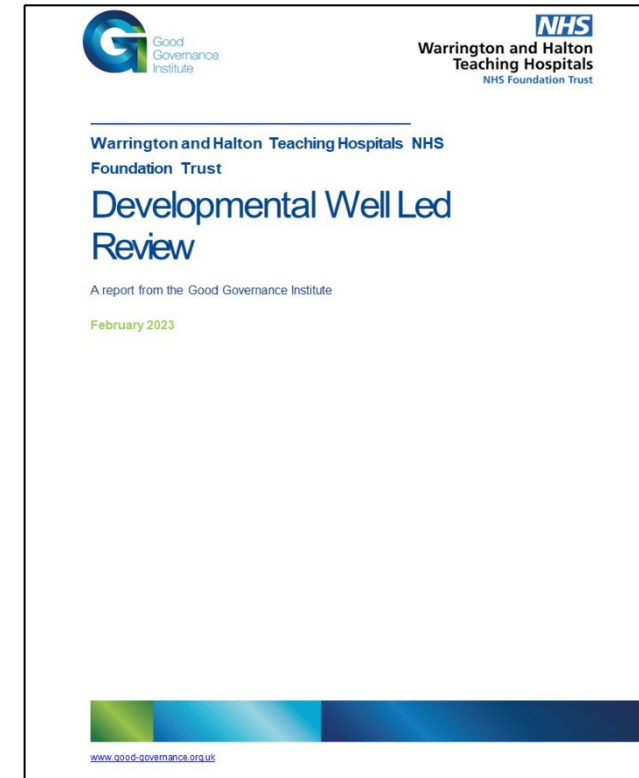 Good
Governance
Institute
NHS
Warrington and Halton
Teaching Hospitals
NHS Foundation Trust
Warrington and Halton Teaching Hospitals NHS
Foundation Trust
Developmental Well Led
Review
A report from the Good Governance Institute
February 2023
www.good-governance.org.uk